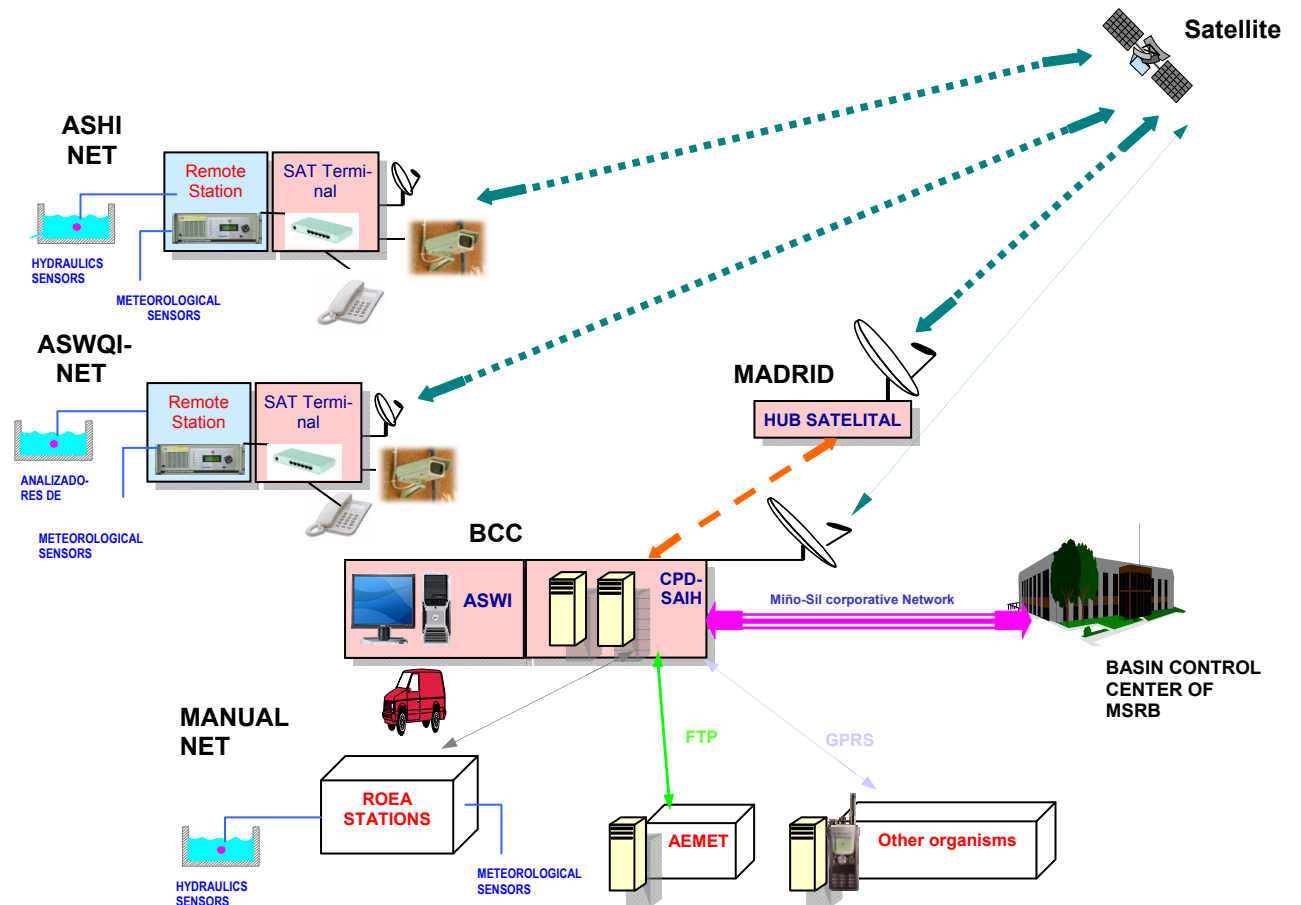 Satellite
ASHI
NET
Remote
Station
SAT Termi-
nal
HYDRAULICS
SENSORS
METEOROLOGICAL
SENSORS
ASWQI-
NET
Remote
Station
SAT Termi-
nal
ANALIZADO-
RES DE
METEOROLOGICAL
SENSORS
MADRID
HUB SATELITAL
BCC
ASWI
CPD-
SAIH
Miño-Sil corporative Network
BASIN CONTROL
CENTER OF
MSRB
MANUAL
NET
FTP
GPRS
ROEA
STATIONS
AEMET
Other organisms
HYDRAULICS
SENSORS
METEOROLOGICAL
SENSORS